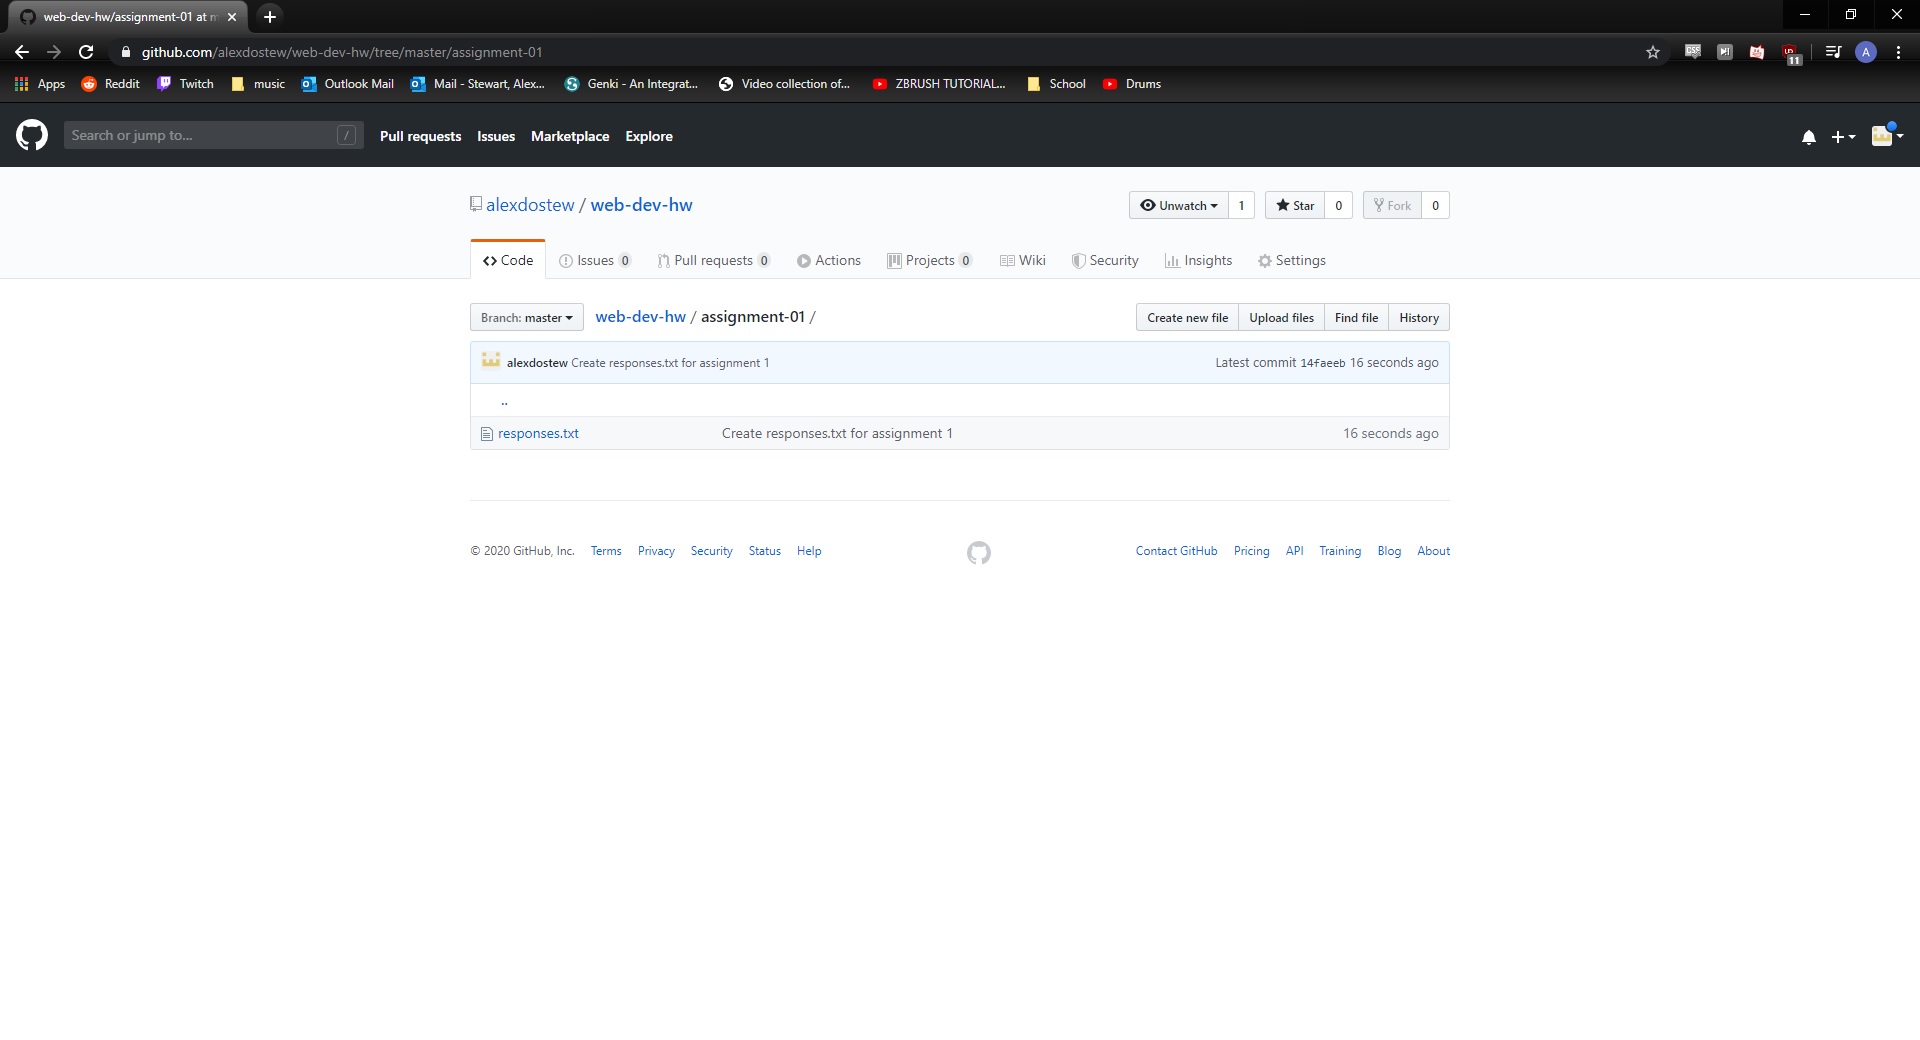 web-dev-hw/assignment-01 at m
github.com/alexdostew/web-dev-hw/tree/master/assignment-01
11
A
Apps Reddit Twitch music Outlook Mail Mail - Stewart, Alex... Genki - An Integrat... Video collection of... ZBRUSH TUTORIAL... School Drums
Search or jump to... / Pull requests Issues Marketplace Explore
alexdostew / web-dev-hw Unwatch 1 Star 0 Fork 0
Code Issues 0 Pull requests 0 Actions Projects 0 Wiki Security Insights Settings
Branch: master web-dev-hw / assignment-01 / Create new file Upload files Find file History
alexdostew Create responses.txt for assignment 1 Latest commit 14faeeb 16 seconds ago
..
responses.txt Create responses.txt for assignment 1 16 seconds ago
© 2020 GitHub, Inc. Terms Privacy Security Status Help Contact GitHub Pricing API Training Blog About